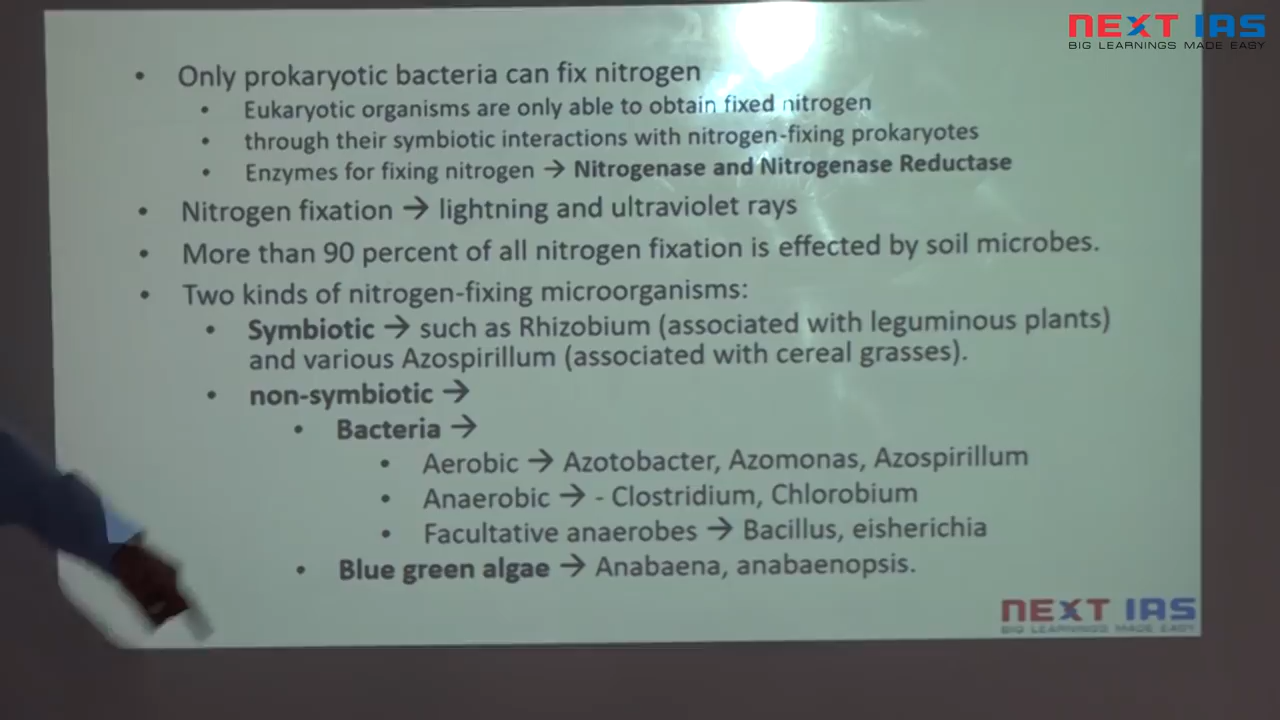 NEXT IAS
BIG LEARNINGS MADE EASY
• Only prokaryotic bacteria can fix nitrogen
• Eukaryotic organisms are only able to obtain fixed nitrogen
• through their symbiotic interactions with nitrogen-fixing prokaryotes
• Enzymes for fixing nitrogen → Nitrogenase and Nitrogenase Reductase
• Nitrogen fixation → lightning and ultraviolet rays
• More than 90 percent of all nitrogen fixation is effected by soil microbes.
• Two kinds of nitrogen-fixing microorganisms:
• Symbiotic → such as Rhizobium (associated with leguminous plants)
and various Azospirillum (associated with cereal grasses).
• non-symbiotic →
• Bacteria →
• Aerobic → Azotobacter, Azomonas, Azospirillum
• Anaerobic → - Clostridium, Chlorobium
• Facultative anaerobes → Bacillus, eisherichia
• Blue green algae → Anabaena, anabaenopsis.
NEXT IAS
BIG LEARNINGS MADE EASY